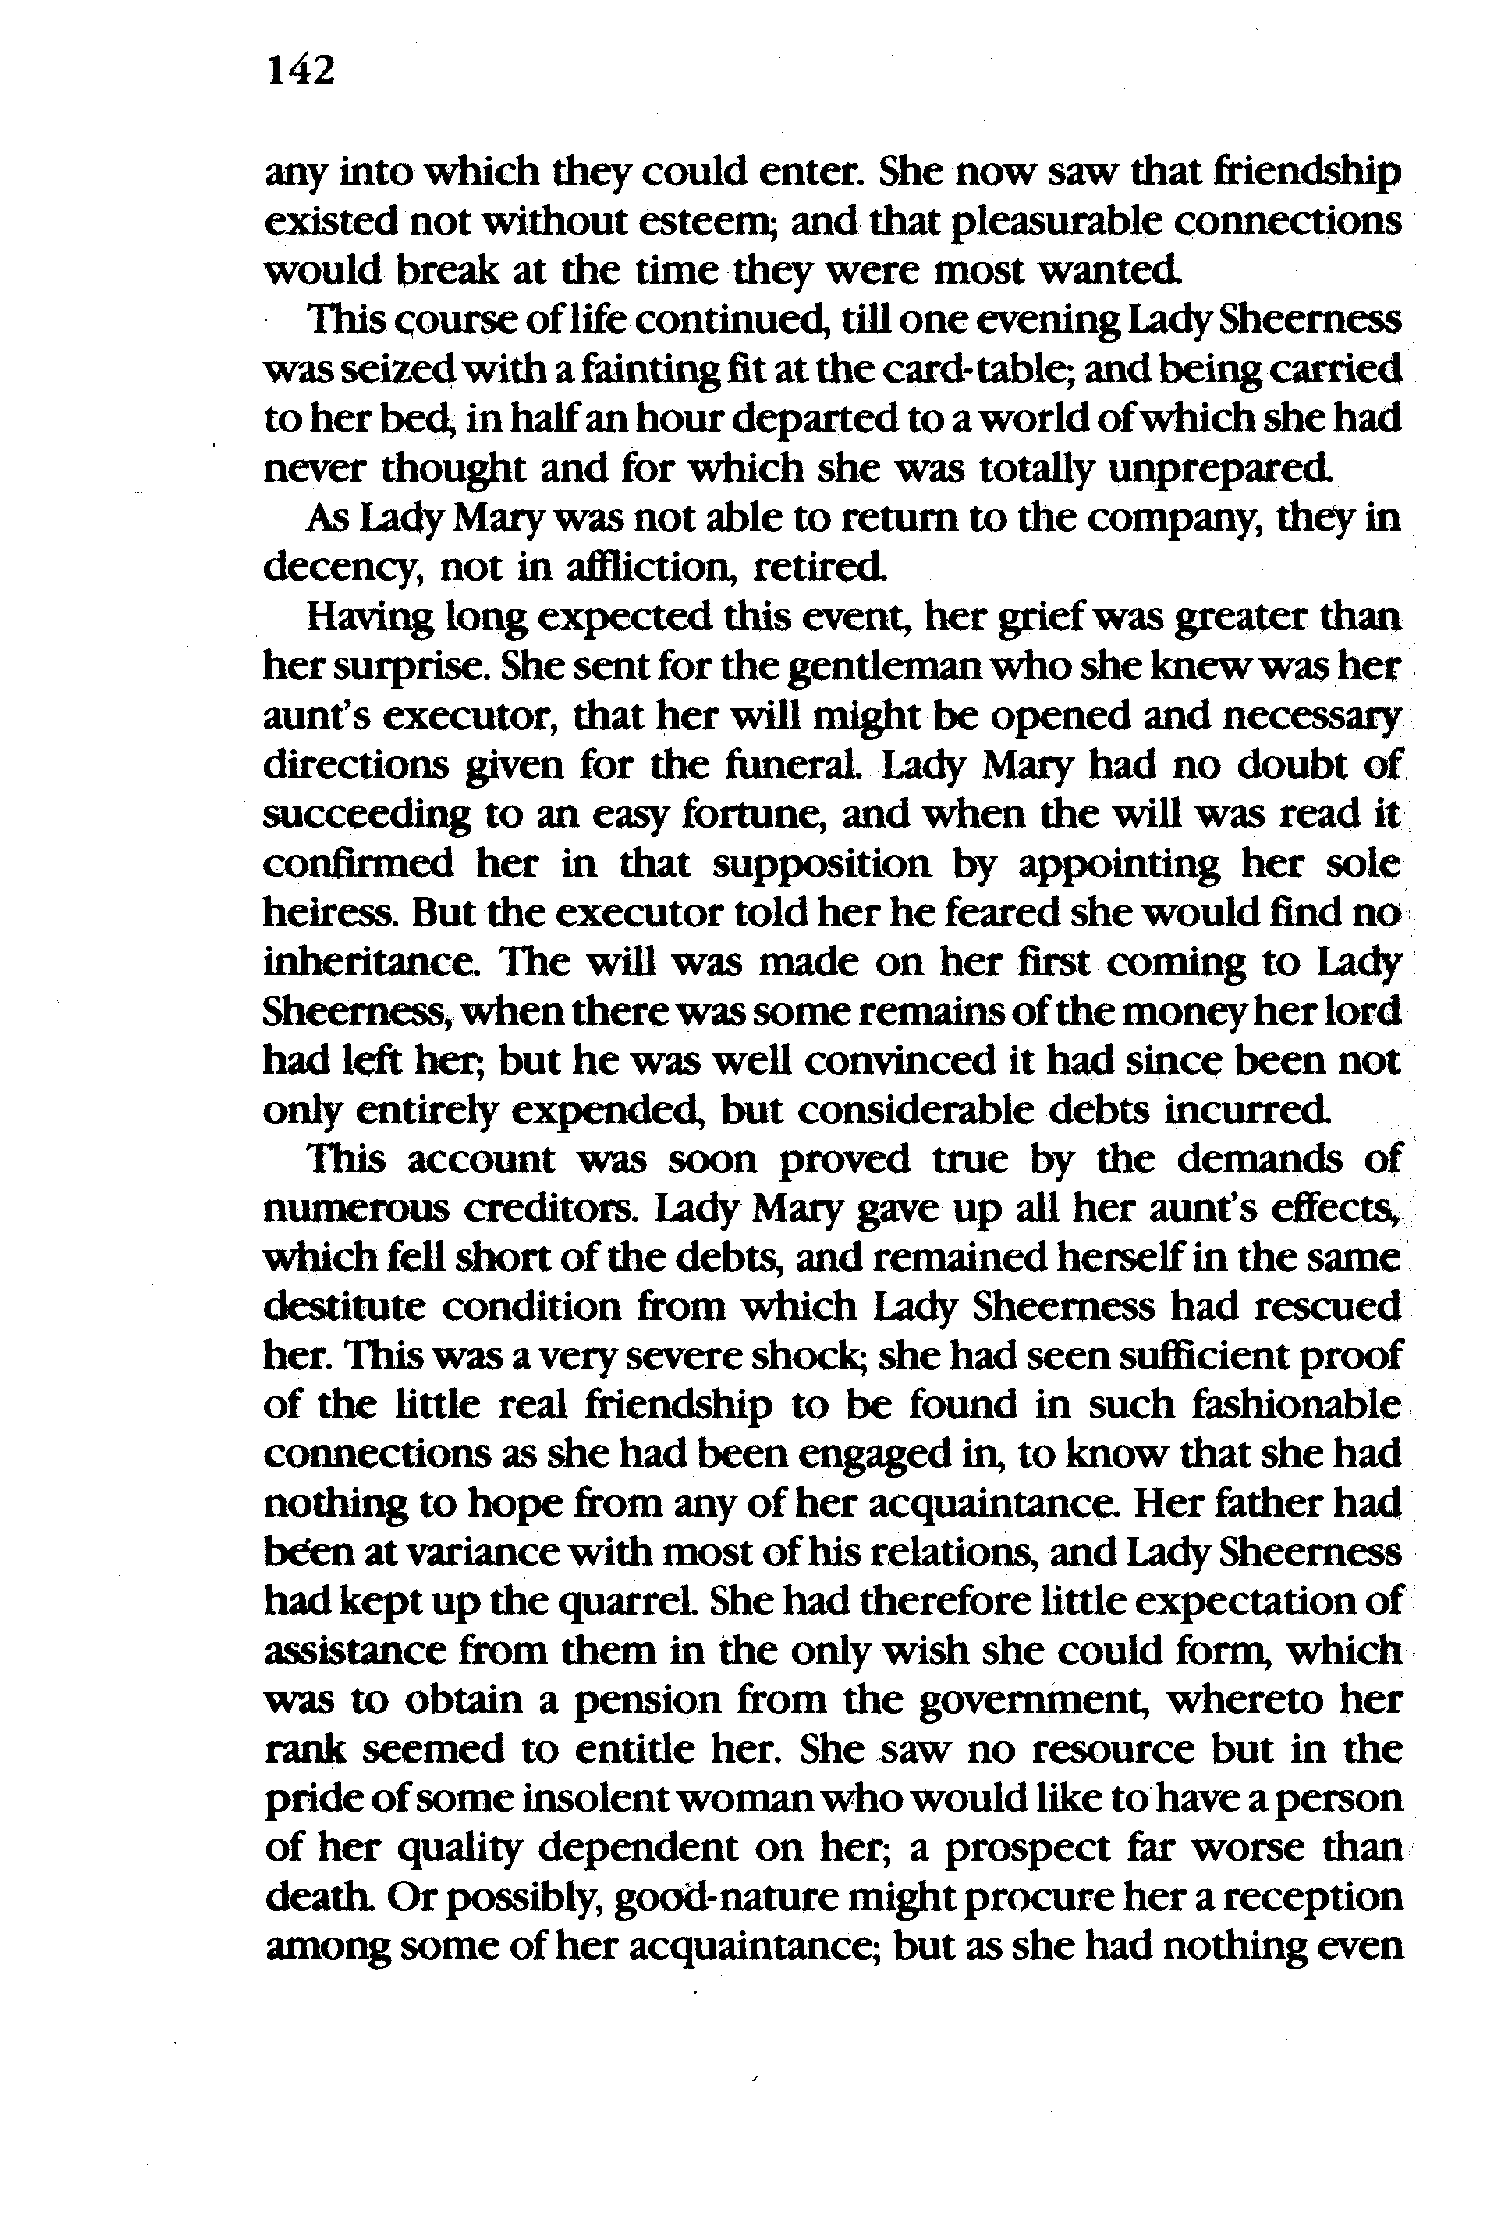 142
any into which they could enter. She now saw that friendship
existed not without esteem; and that pleasurable connections
would break at the time they were most wanted.
This course of life continued, till one evening Lady Sheerness
was seized with a fainting fit at the card-table; and being carried
to her bed, in half an hour departed to a world of which she had
never thought and for which she was totally unprepared.
As Lady Mary was not able to return to the company, they in
decency, not in affliction, retired.
Having long expected this event, her grief was greater than
her surprise. She sent for the gentleman who she knew was her
aunt's executor, that her will might be opened and necessary
directions given for the funeral. Lady Mary had no doubt of
succeeding to an easy fortune, and when the will was read it
confirmed her in that supposition by appointing her sole
heiress. But the executor told her he feared she would find no
inheritance. The will was made on her first coming to Lady
Sheerness, when there was some remains of the money her lord
had left her; but he was well convinced it had since been not
only entirely expended, but considerable debts incurred.
This account was soon proved true by the demands of
numerous creditors. Lady Mary gave up all her aunt's effects,
which fell short of the debts, and remained herself in the same
destitute condition from which Lady Sheerness had rescued
her. This was a very severe shock; she had seen sufficient proof
of the little real friendship to be found in such fashionable
connections as she had been engaged in, to know that she had
nothing to hope from any of her acquaintance. Her father had
been at variance with most of his relations, and Lady Sheerness
had kept up the quarrel. She had therefore little expectation of
assistance from them in the only wish she could form, which
was to obtain a pension from the government, whereto her
rank seemed to entitle her. She saw no resource but in the
pride of some insolent woman who would like to have a person
of her quality dependent on her; a prospect far worse than
death. Or possibly, good-nature might procure her a reception
among some of her acquaintance; but as she had nothing even